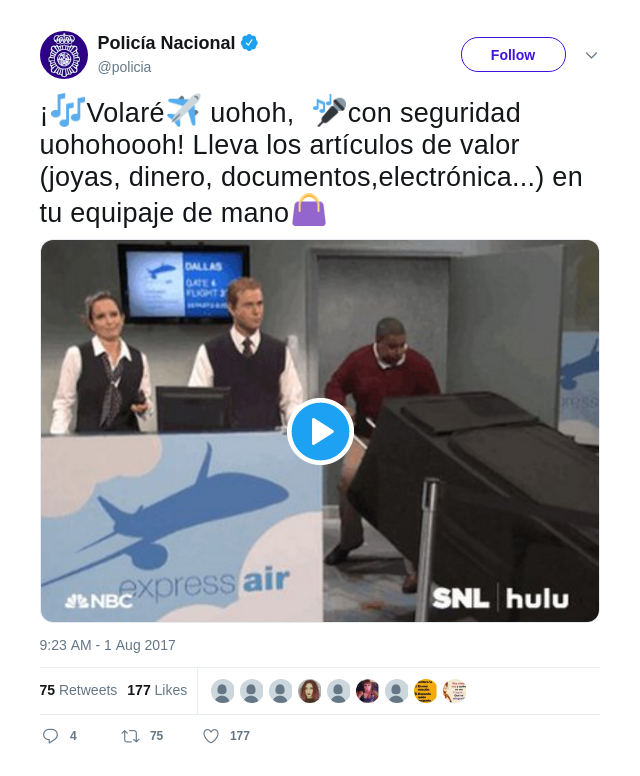 Policía Nacional
@policia
Follow
¡🎶Volaré✈️ uohoh, 🎤con seguridad
uohohoooh! Lleva los artículos de valor
(joyas, dinero, documentos,electrónica...) en
tu equipaje de mano👜
DALLAS
GATE 4
FLIGHT
express air
NBC
SNL | hulu
9:23 AM - 1 Aug 2017
75 Retweets 177 Likes
4 75 177